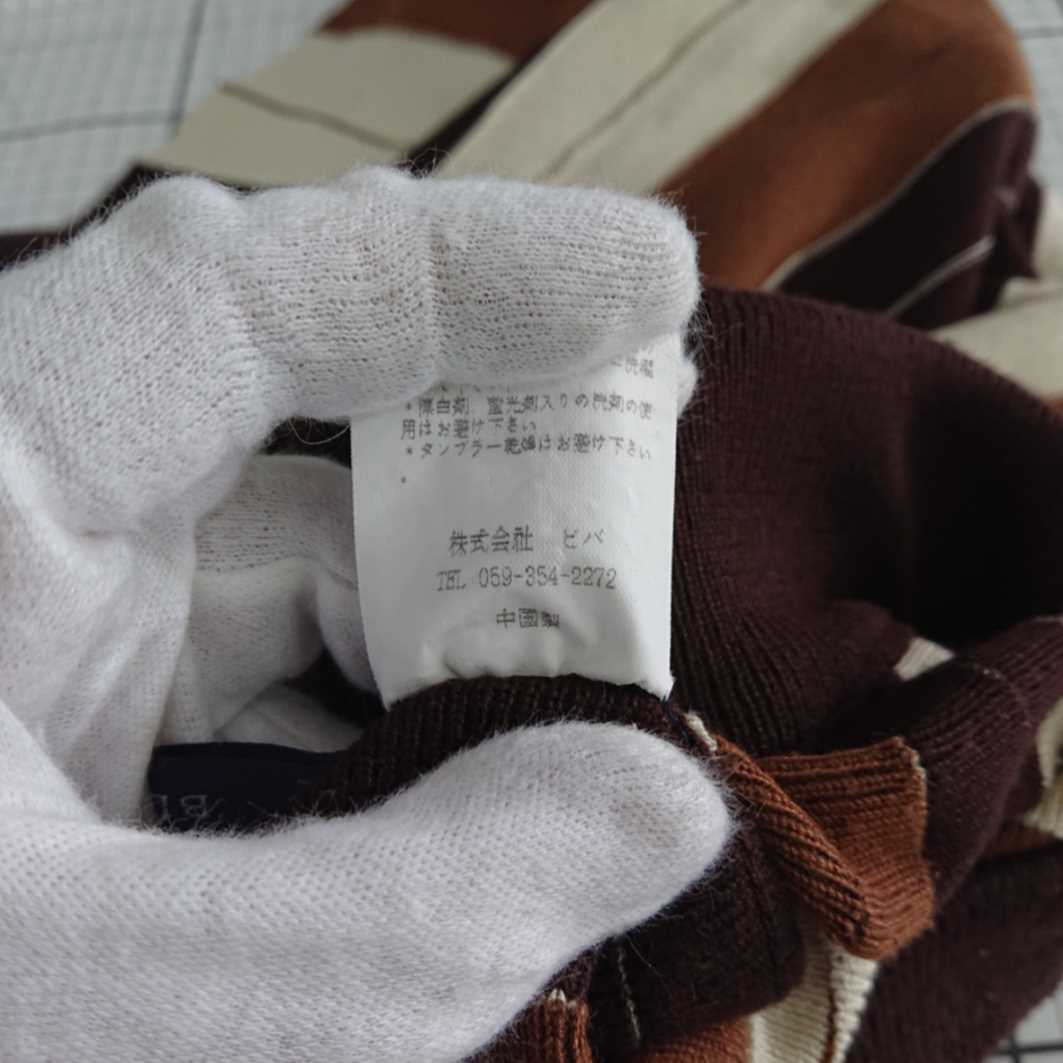 洗濯
*漂白剤 蛍光剤入りの洗剤の使
用はお避け下さい
*タンブラー乾燥はお避け下さい
*
株式会社 ビバ
TEL 059-354-2272
中国製